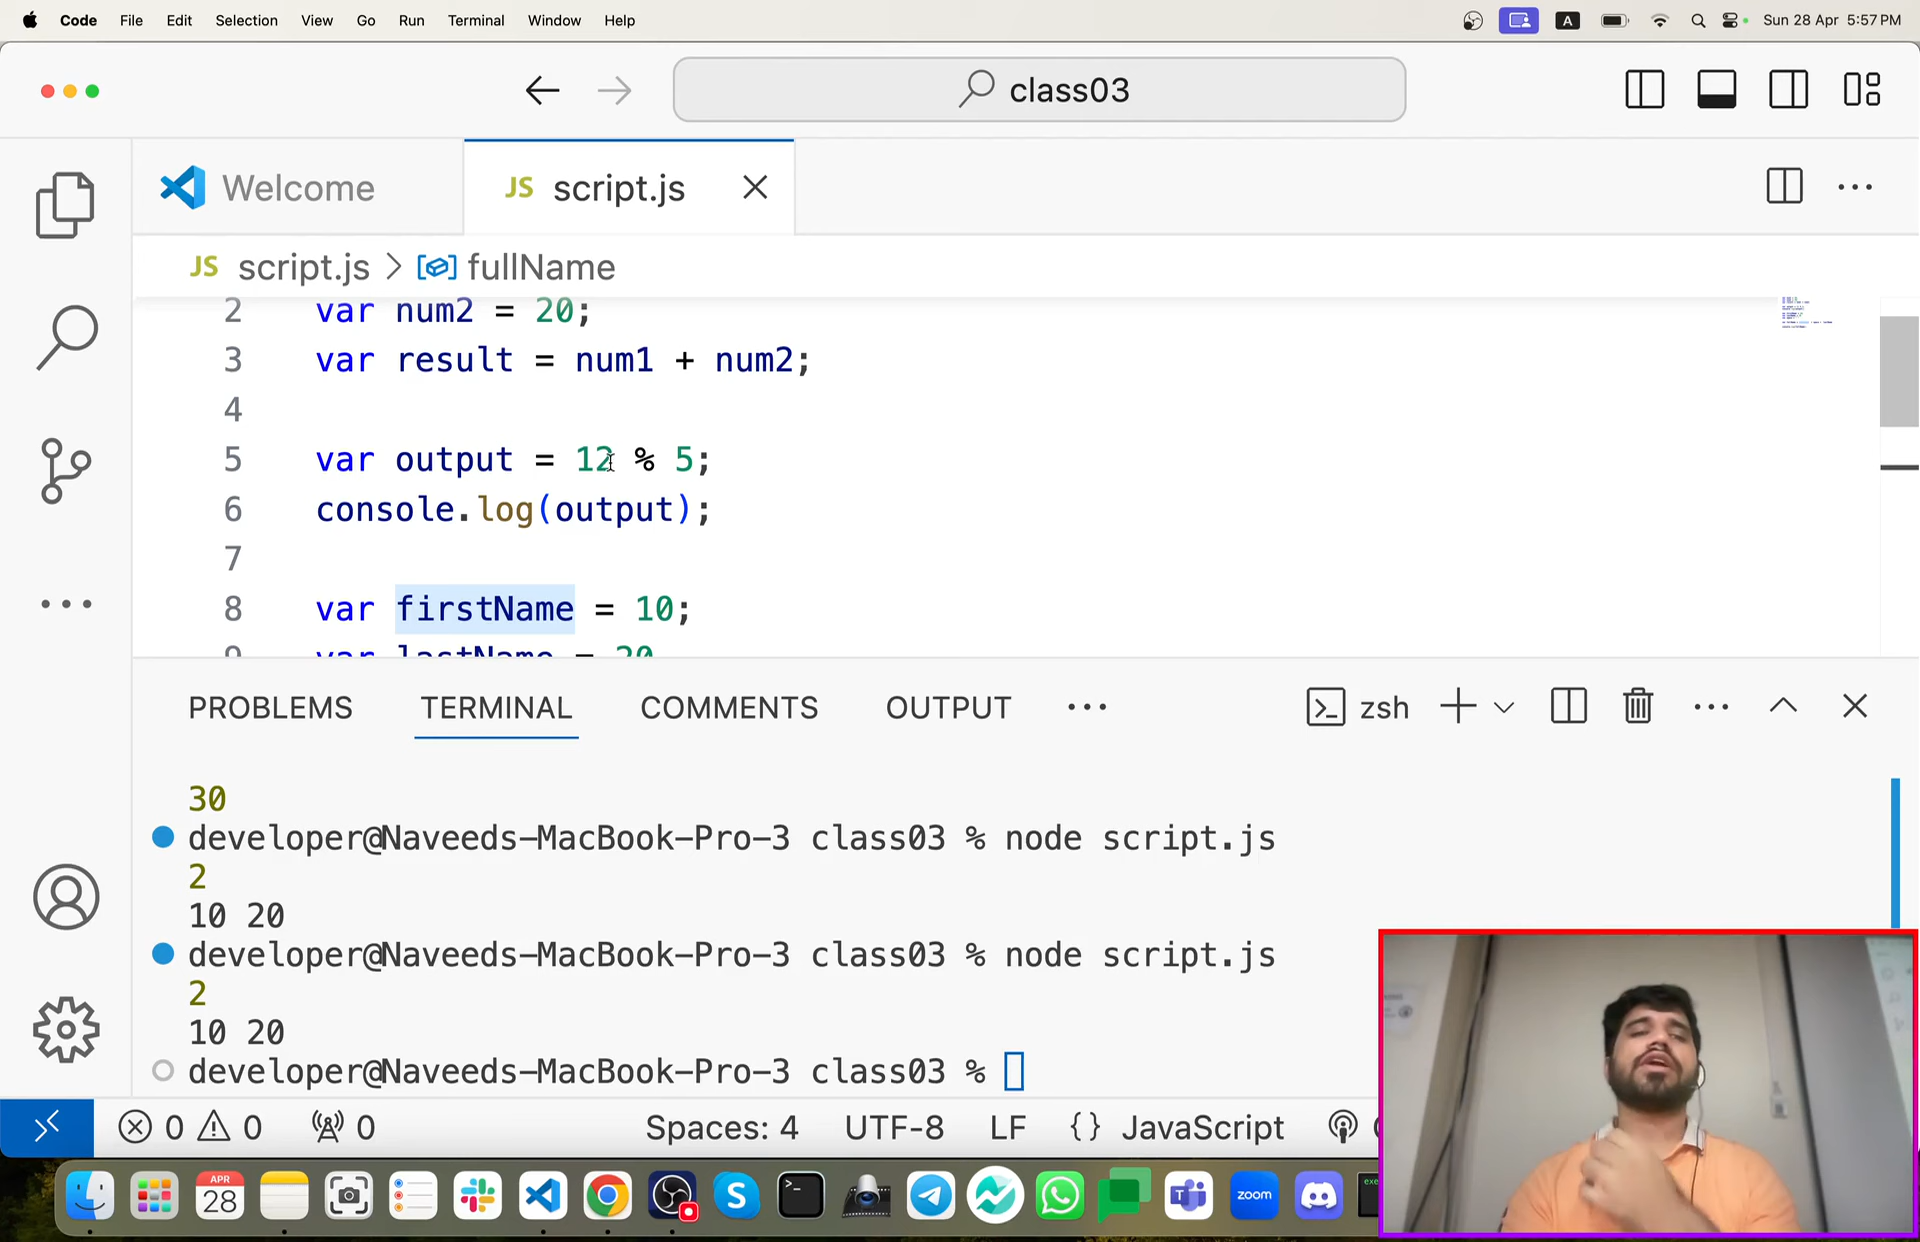 Code File Edit Selection View Go Run Terminal Window Help A Sun 28 Apr 5:57 PM
class03
Welcome JS script.js
JS script.js > fullName
2 var num2 = 20;
3 var result = num1 + num2;
4
5 var output = 12 % 5;
6 console.log(output);
7
8 var firstName = 10;
9 var lastName = 20
PROBLEMS TERMINAL COMMENTS OUTPUT zsh
30
developer@Naveeds-MacBook-Pro-3 class03 % node script.js
2
10 20
developer@Naveeds-MacBook-Pro-3 class03 % node script.js
2
10 20
developer@Naveeds-MacBook-Pro-3 class03 %
0 0 0 Spaces: 4 UTF-8 LF {} JavaScript
APR
28
S
zoom
exe